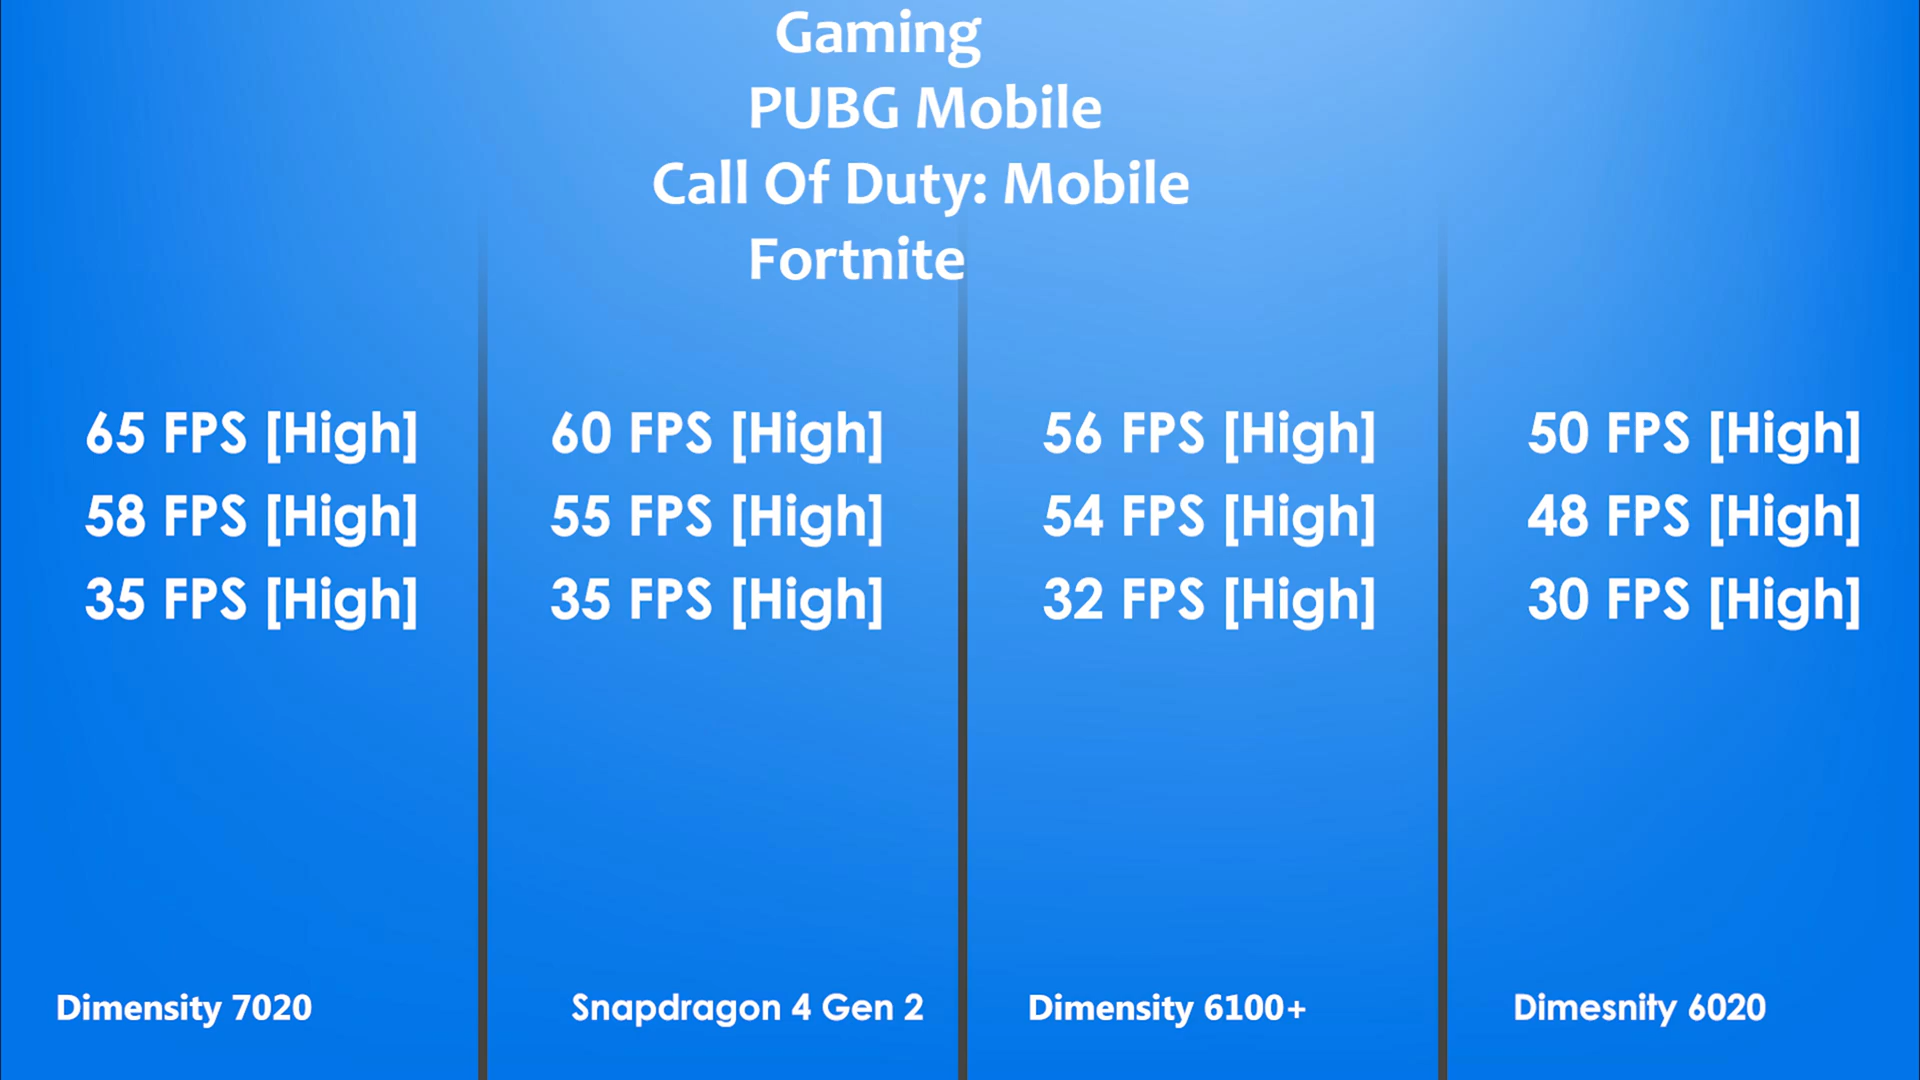 Gaming
PUBG Mobile
Call Of Duty: Mobile
Fortnite
65 FPS [High]
58 FPS [High]
35 FPS [High]
60 FPS [High]
55 FPS [High]
35 FPS [High]
56 FPS [High]
54 FPS [High]
32 FPS [High]
50 FPS [High]
48 FPS [High]
30 FPS [High]
Dimensity 7020
Snapdragon 4 Gen 2
Dimensity 6100+
Dimesnity 6020